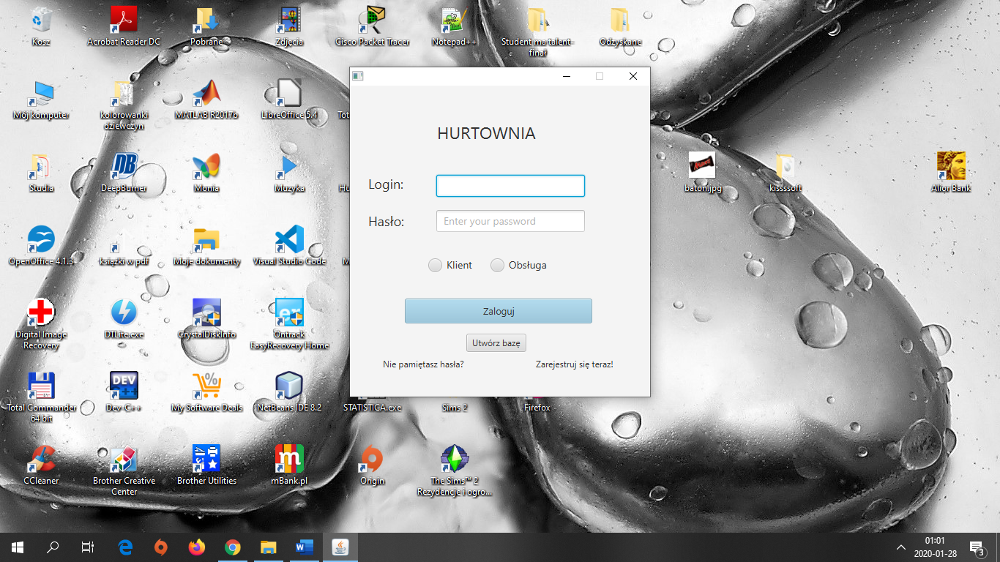 Kosz
Acrobat Reader DC
Pobrane
Zdjęcia
Cisco Packet Tracer
Notepad++
Student ma talent-
finał
Odzyskane
Mój komputer
kolorowanki
dziewczyn
MATLAB R2017b
LibreOffice 5.4
Tot
HURTOWNIA
Studia
DeepBurner
Monia
Muzyka
Hu
Login:
baton.jpg
kissssoft
Alior Bank
Hasło:
Enter your password
OpenOffice 4.1.3
książki w pdf
Moje dokumenty
Visual Studio Code
M
Klient
Obsługa
Zaloguj
Digital Image
Recovery
DTLite.exe
CrystalDiskInfo
Ontrack
EasyRecovery Home
Utwórz bazę
Nie pamiętasz hasła?
Zarejestruj się teraz!
DEV
Total Commander
64 bit
Dev-C++
My Software Deals
NetBeans IDE 8.2
STATISTICA.exe
Sims 2
Firefox
CCleaner
Brother Creative
Center
Brother Utilities
m
mBank.pl
Origin
The Sims™ 2
Rezydencje i ogro...
W
01:01
2020-01-28
3